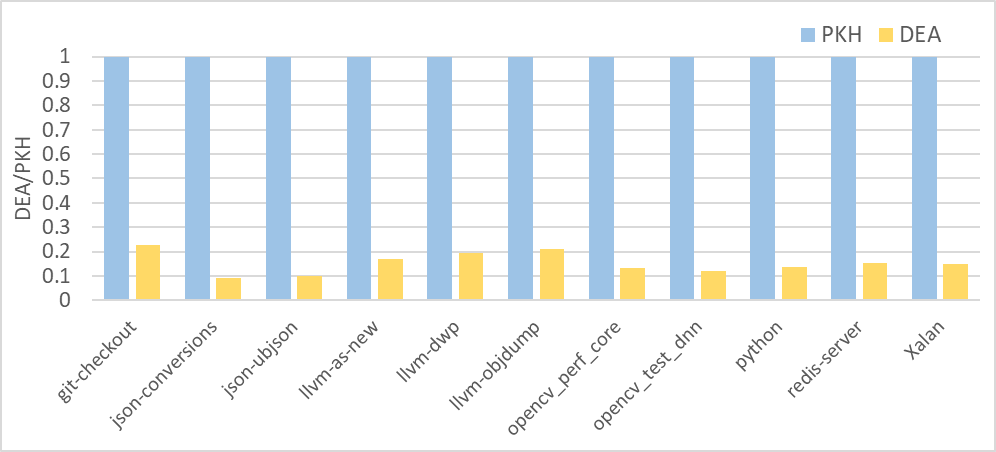 PKH DEA
DEA/PKH
1
0.9
0.8
0.7
0.6
0.5
0.4
0.3
0.2
0.1
0
git-checkout
json-conversions
json-ubjson
llvm-as-new
llvm-dwp
llvm-objdump
opencv_perf_core
opencv_test_dnn
python
redis-server
Xalan